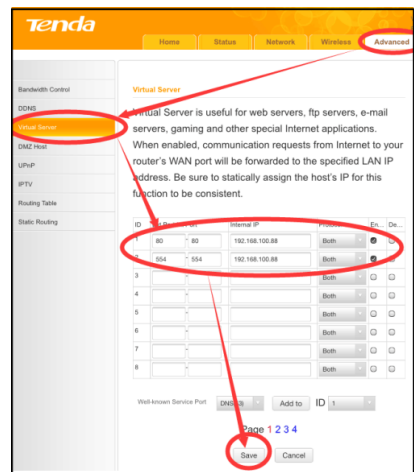 Tenda
Home Status Network Wireless Advanced
Bandwidth Control
DDNS
Virtual Server
DMZ Host
UPnP
IPTV
Routing Table
Static Routing
Virtual Server
Virtual Server is useful for web servers, ftp servers, e-mail
servers, gaming and other special Internet applications.
When enabled, communication requests from Internet to your
router's WAN port will be forwarded to the specified LAN IP
address. Be sure to statically assign the host's IP for this
function to be consistent.
ID Internal IP En... De...
1 80 - 80 192.168.100.88 Both
2 554 - 554 192.168.100.88 Both
3 - Both
4 - Both
5 - Both
6 - Both
7 - Both
8 - Both
Well-known Service Port Add to ID 1
Page 1 2 3 4
Save Cancel